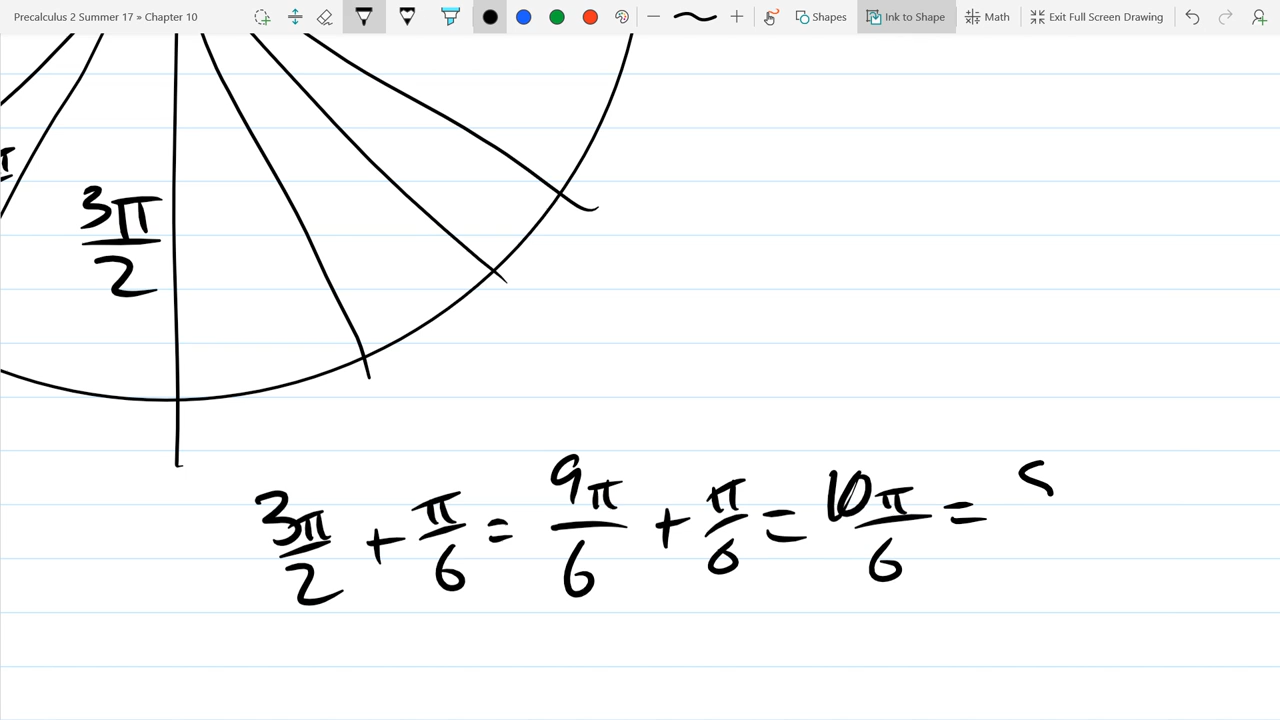 Precalculus 2 Summer 17 » Chapter 10
Shapes
Ink to Shape
Math
Exit Full Screen Drawing
π
3π/2
3π/2 + π/6 = 9π/6 + π/6 = 10π/6 =